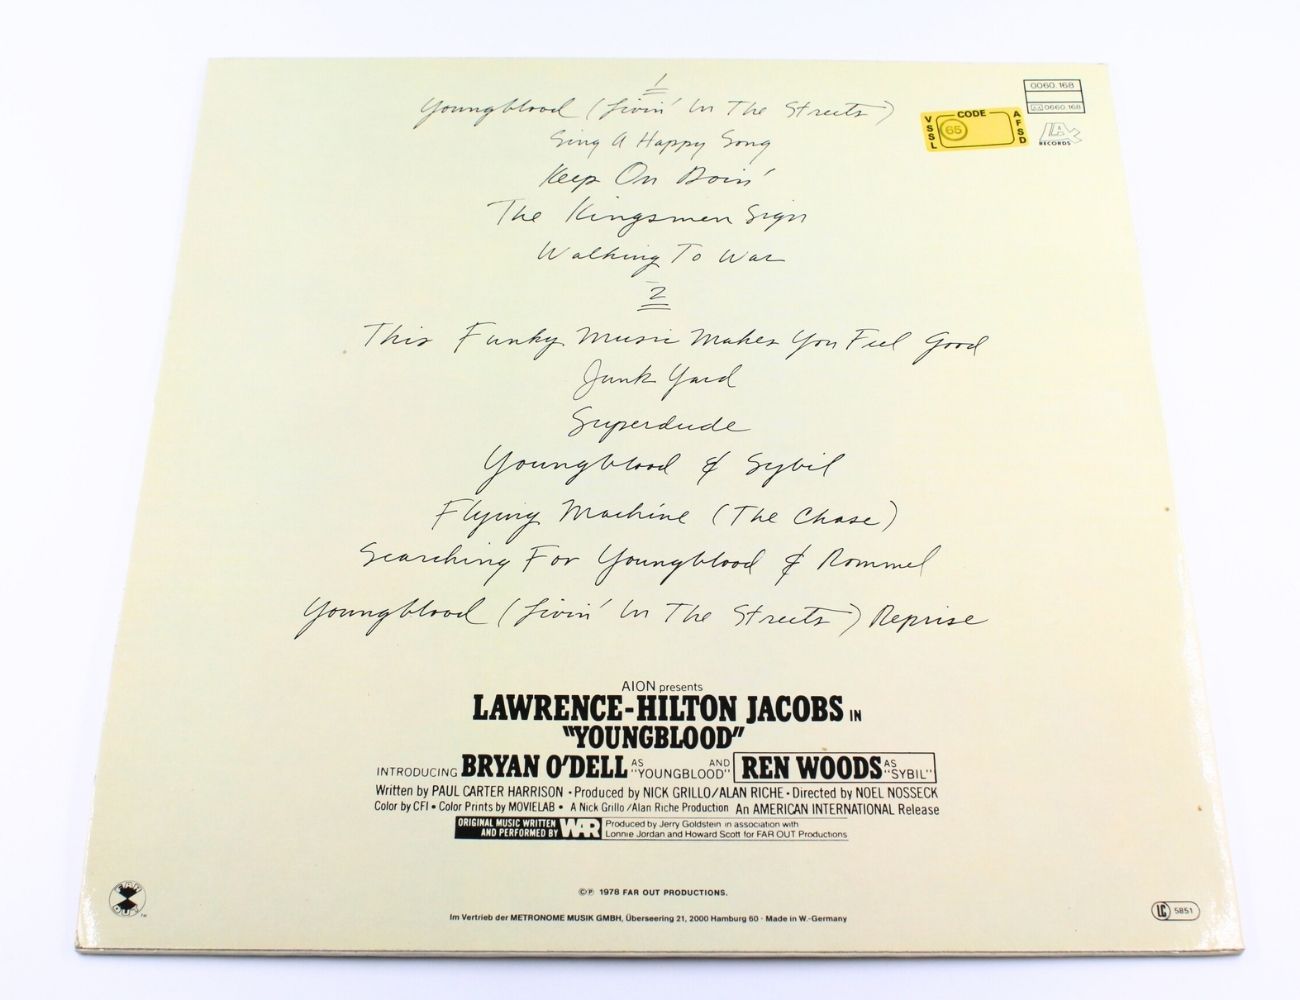 1
Youngblood (Livin' In The Streets)
Sing A Happy Song
Keep On Doin'
The Kingsmen Sign
Walking To War
2
This Funky Music Makes You Feel Good
Junk Yard
Superdude
Youngblood & Sybil
Flying Machine (The Chase)
Searching For Youngblood & Rommel
Youngblood (Livin' In The Streets) Reprise
0060.168
0660.168
LAX
RECORDS
CODE
VSSL
65
AFSD
AION presents
LAWRENCE-HILTON JACOBS IN
"YOUNGBLOOD"
INTRODUCING BRYAN O'DELL AS "YOUNGBLOOD" AND REN WOODS AS "SYBIL"
Written by PAUL CARTER HARRISON • Produced by NICK GRILLO/ALAN RICHE • Directed by NOEL NOSSECK
Color by CFI • Color Prints by MOVIELAB • A Nick Grillo/Alan Riche Production An AMERICAN INTERNATIONAL Release
ORIGINAL MUSIC WRITTEN AND PERFORMED BY WAR
Produced by Jerry Goldstein in association with
Lonnie Jordan and Howard Scott for FAR OUT Productions
FAR OUT TM
©℗ 1978 FAR OUT PRODUCTIONS.
Im Vertrieb der METRONOME MUSIK GMBH, Überseering 21, 2000 Hamburg 60 · Made in W.-Germany
LC 5851